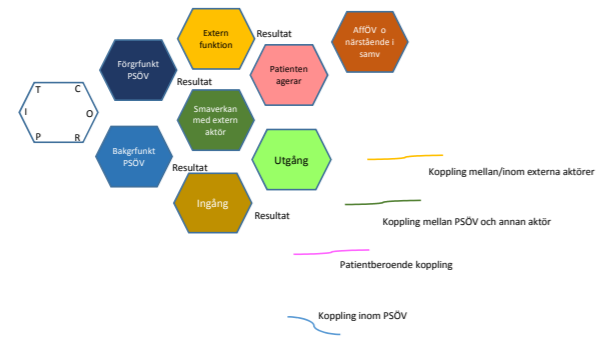 Extern
funktion
Resultat
AffÖV o
närstående i
samv
Förgrfunkt
PSÖV
Resultat
Patienten
agerar
T C
I O
P R
Smaverkan
med extern
aktör
Bakgrfunkt
PSÖV
Resultat
Utgång
Ingång
Resultat
Koppling mellan/inom externa aktörer
Koppling mellan PSÖV och annan aktör
Patientberoende koppling
Koppling inom PSÖV